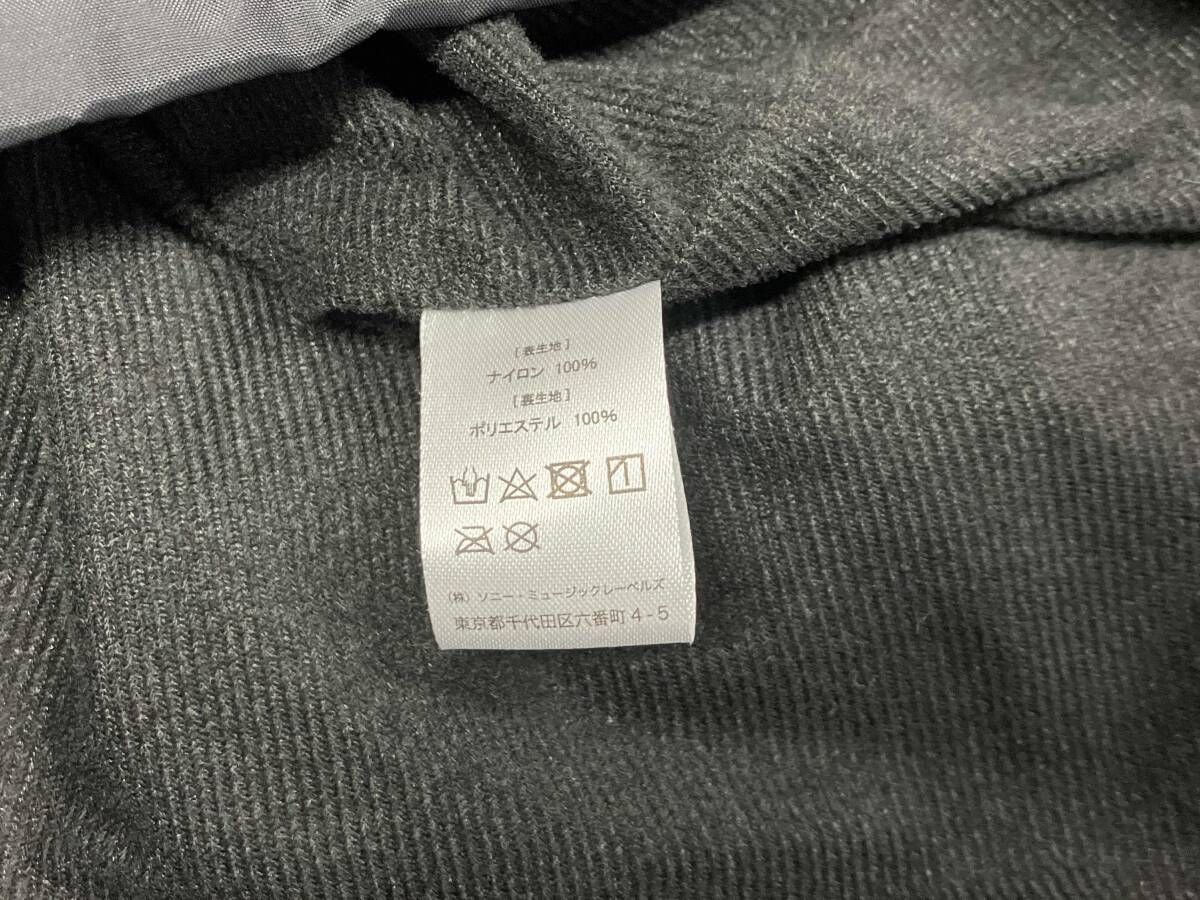 ［表生地］
ナイロン 100%
［裏生地］
ポリエステル 100%
（株）ソニー・ミュージックレーベルズ
東京都千代田区六番町4-5